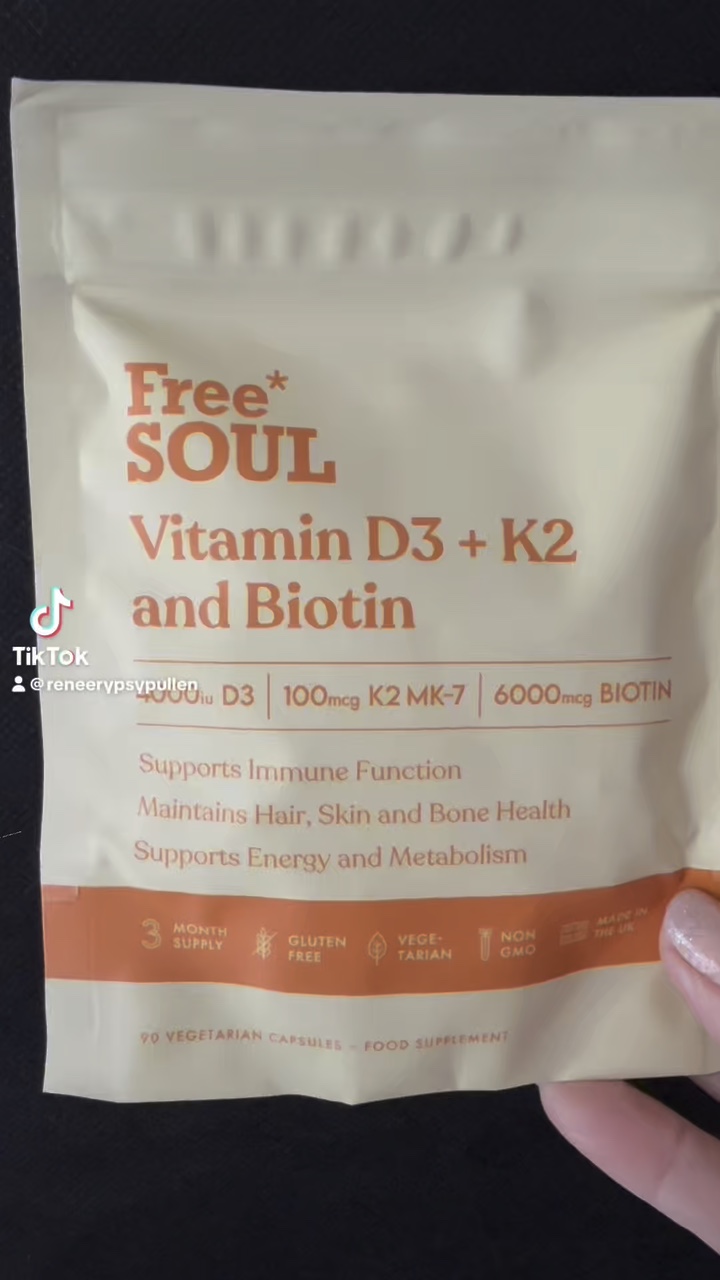 Free*
SOUL
Vitamin D3 + K2
and Biotin
4000iu D3 | 100mcg K2 MK-7 | 6000mcg BIOTIN
Supports Immune Function
Maintains Hair, Skin and Bone Health
Supports Energy and Metabolism
3 MONTH
SUPPLY
GLUTEN
FREE
VEGE-
TARIAN
NON
GMO
MADE IN
THE UK
90 VEGETARIAN CAPSULES - FOOD SUPPLEMENT
TikTok
@reneerypsypullen